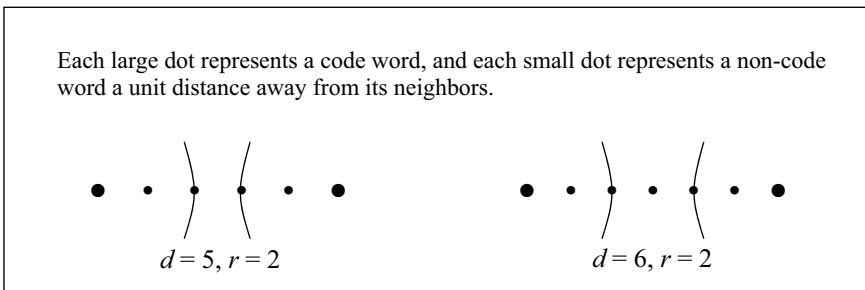 Each large dot represents a code word, and each small dot represents a non-code
word a unit distance away from its neighbors.
d = 5, r = 2
d = 6, r = 2